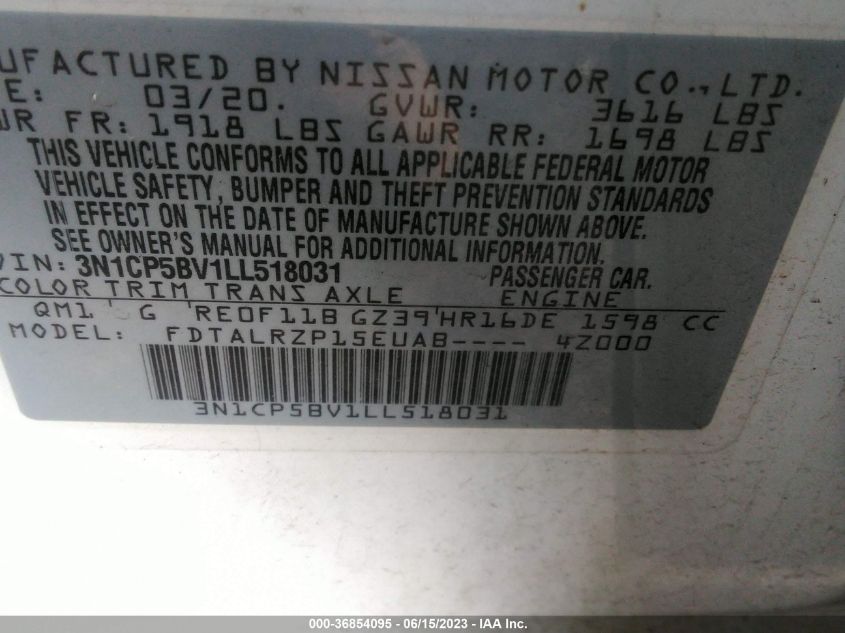 UFACTURED BY NISSAN MOTOR CO., LTD.
E: 03/20. GVWR: 3616 LBS
WR FR: 1918 LBS GAWR RR: 1698 LBS
THIS VEHICLE CONFORMS TO ALL APPLICABLE FEDERAL MOTOR
VEHICLE SAFETY, BUMPER AND THEFT PREVENTION STANDARDS
IN EFFECT ON THE DATE OF MANUFACTURE SHOWN ABOVE.
SEE OWNER'S MANUAL FOR ADDITIONAL INFORMATION.
VIN: 3N1CP5BV1LL518031 PASSENGER CAR.
COLOR TRIM TRANS AXLE ENGINE
QM1 G RE0F11B GZ39 HR16DE 1598 CC
MODEL: FDTALRZP15EUAB---- 4Z000
3N1CP5BV1LL518031
000-36854095 - 06/15/2023 - IAA Inc.